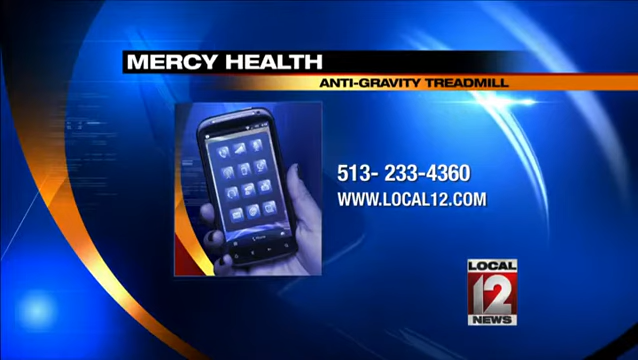 MERCY HEALTH
ANTI-GRAVITY TREADMILL
513- 233-4360
WWW.LOCAL12.COM
LOCAL
12
NEWS